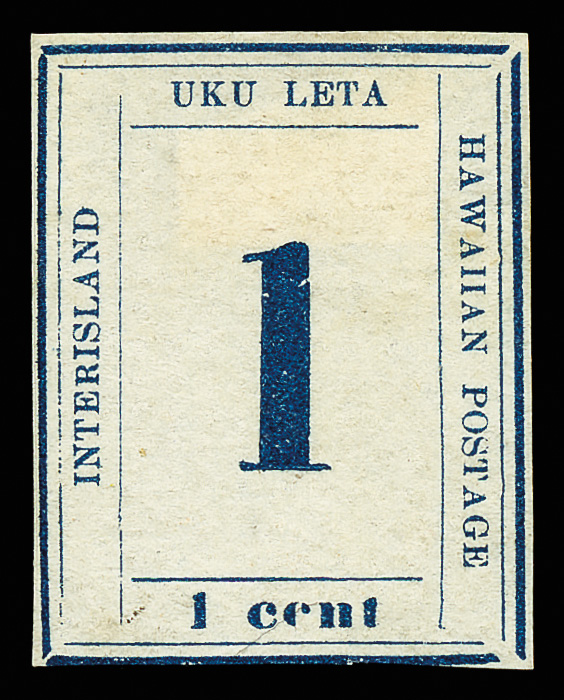 UKU LETA
INTERISLAND
1
HAWAIIAN POSTAGE
1 cent